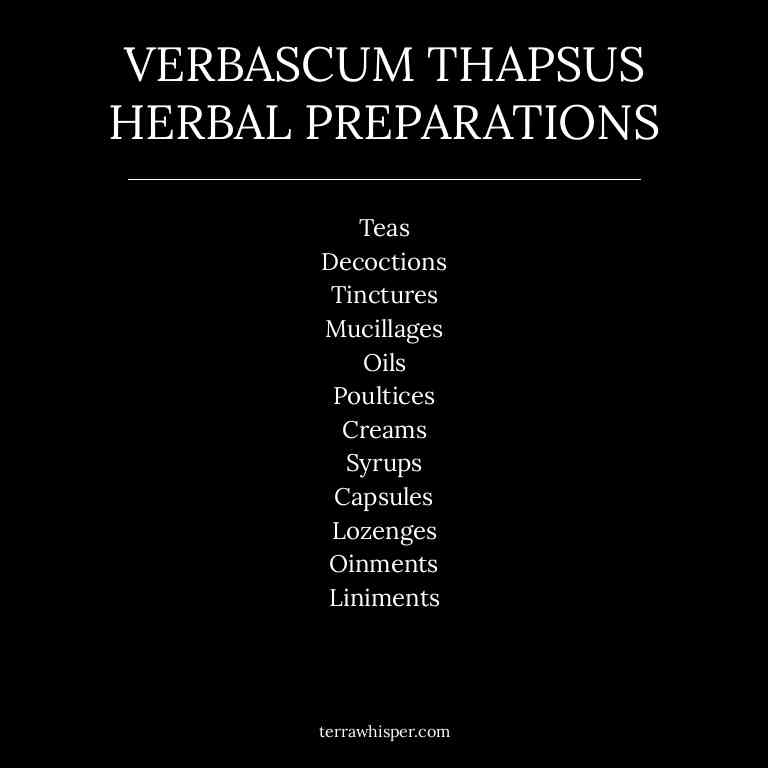 VERBASCUM THAPSUS
HERBAL PREPARATIONS
Teas
Decoctions
Tinctures
Mucillages
Oils
Poultices
Creams
Syrups
Capsules
Lozenges
Oinments
Liniments
terrawhisper.com